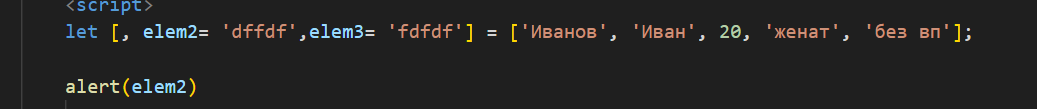 <script>
let [, elem2= 'dffdf',elem3= 'fdfdf'] = ['Иванов', 'Иван', 20, 'женат', 'без вп'];
alert(elem2)